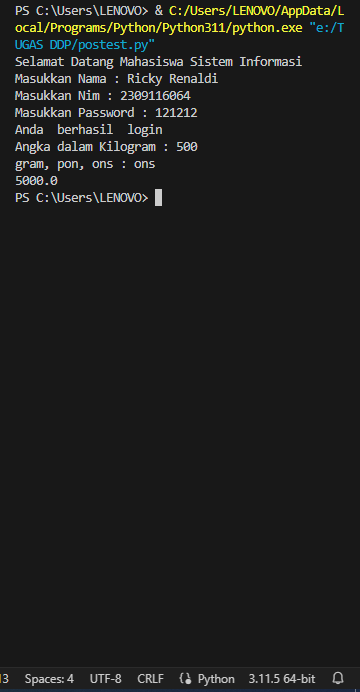 PS C:\Users\LENOVO> & C:/Users/LENOVO/AppData/L
ocal/Programs/Python/Python311/python.exe "e:/T
UGAS DDP/postest.py"
Selamat Datang Mahasiswa Sistem Informasi
Masukkan Nama : Ricky Renaldi
Masukkan Nim : 2309116064
Masukkan Password : 121212
Anda  berhasil  login
Angka dalam Kilogram : 500
gram, pon, ons : ons
5000.0
PS C:\Users\LENOVO>
13 Spaces: 4 UTF-8 CRLF Python 3.11.5 64-bit